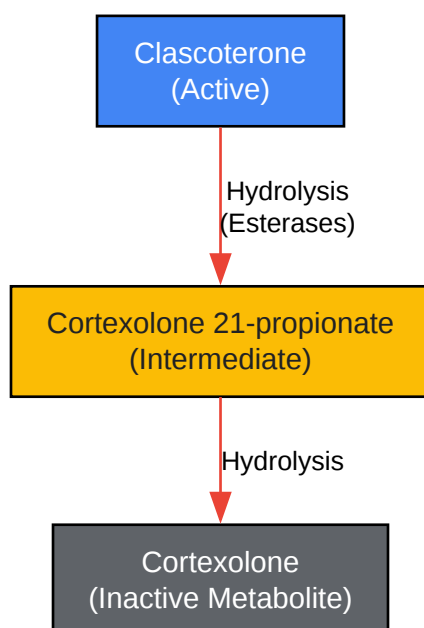 Clascoterone
(Active)
Hydrolysis
(Esterases)
Cortexolone 21-propionate
(Intermediate)
Hydrolysis
Cortexolone
(Inactive Metabolite)